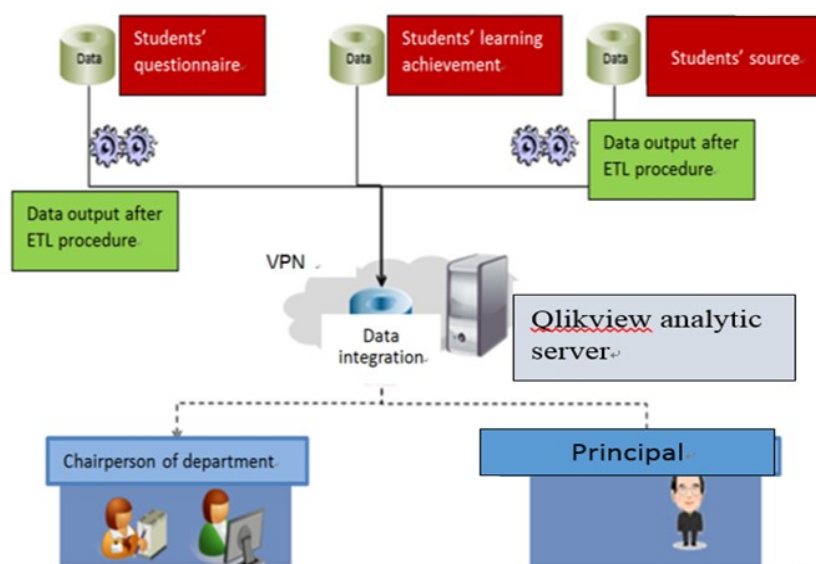 Data
Students’
questionnaire
Data
Students’ learning
achievement
Data
Students’ source
Data output after
ETL procedure
Data output after
ETL procedure
VPN
Data
integration
Qlikview analytic
server
Chairperson of department
Principal